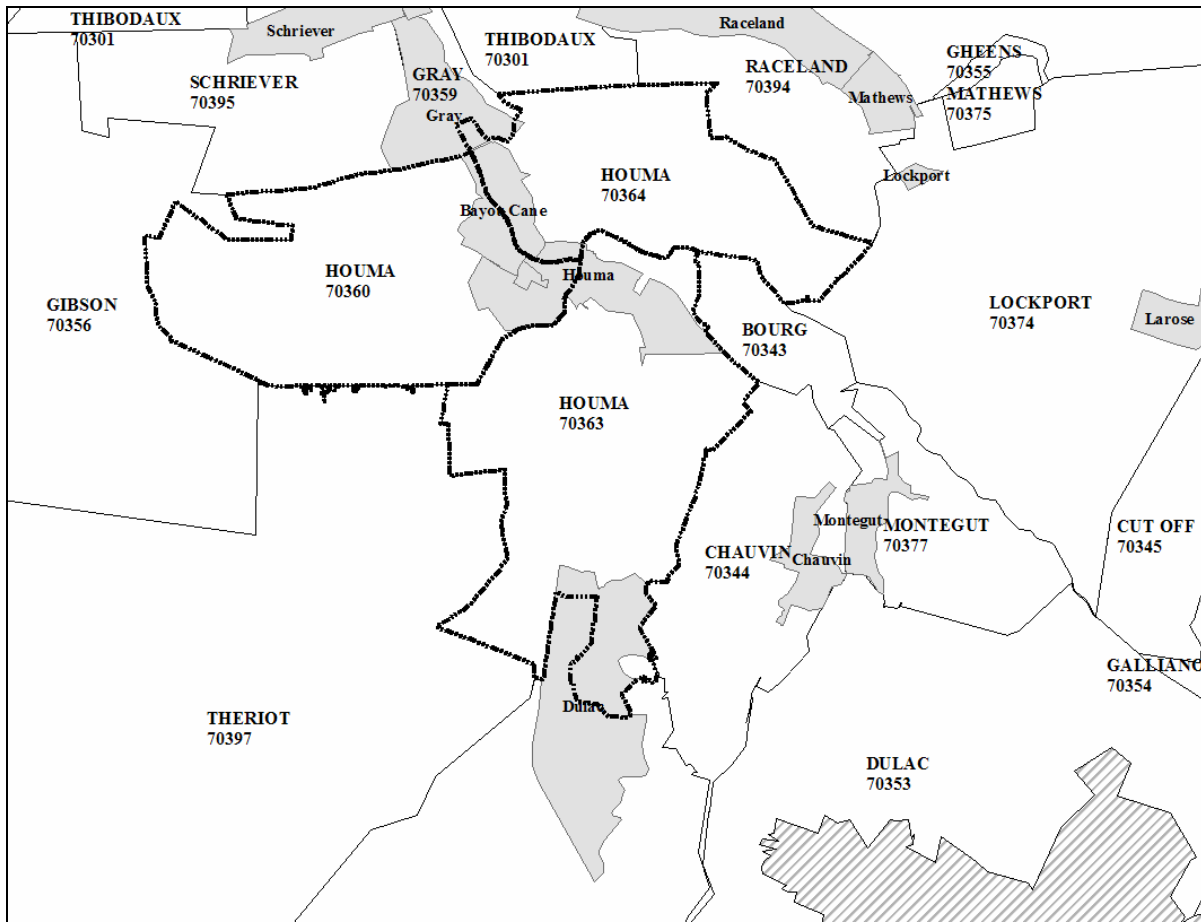 THIBODAUX
70301
Schriever
SCHRIEVER
70395
GRAY
70359
Gray
THIBODAUX
70301
Raceland
RACELAND
70394
Mathews
GHEENS
70355
MATHEWS
70375
Lockport
HOUMA
70364
Bayou Cane
HOUMA
70360
Houma
GIBSON
70356
BOURG
70343
LOCKPORT
70374
Larose
HOUMA
70363
Montegut
MONTEGUT
70377
CHAUVIN
70344
Chauvin
CUT OFF
70345
GALLIANO
70354
Dulac
THERIOT
70397
DULAC
70353